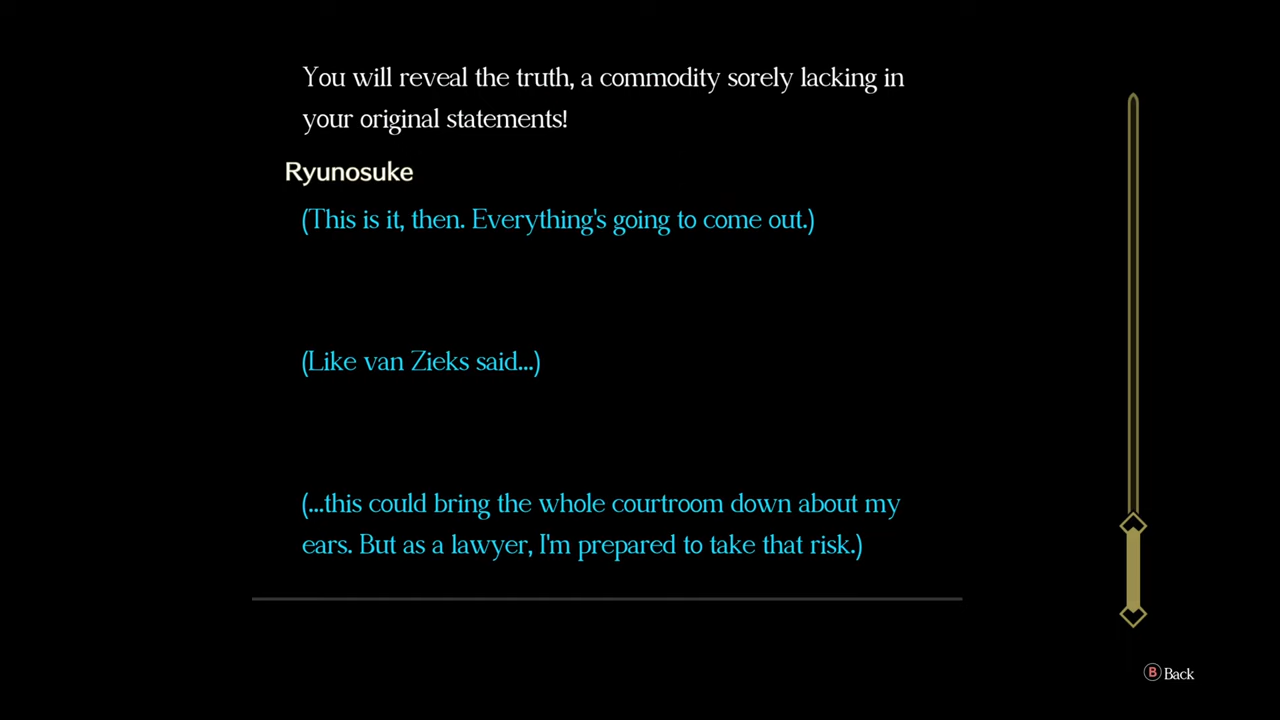 You will reveal the truth, a commodity sorely lacking in
your original statements!
Ryunosuke
(This is it, then. Everything's going to come out.)
(Like van Zieks said...)
(...this could bring the whole courtroom down about my
ears. But as a lawyer, I'm prepared to take that risk.)
B Back